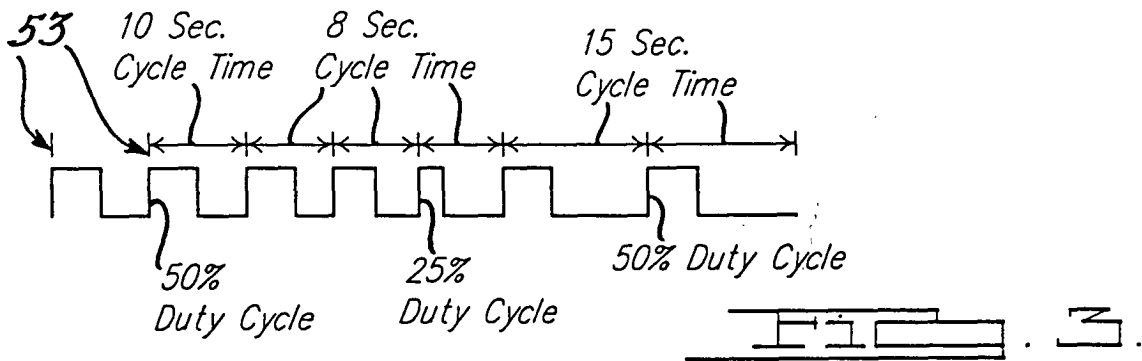 53
10 Sec.
Cycle Time
8 Sec.
Cycle Time
15 Sec.
Cycle Time
50%
Duty Cycle
25%
Duty Cycle
50% Duty Cycle
Fig. 3.